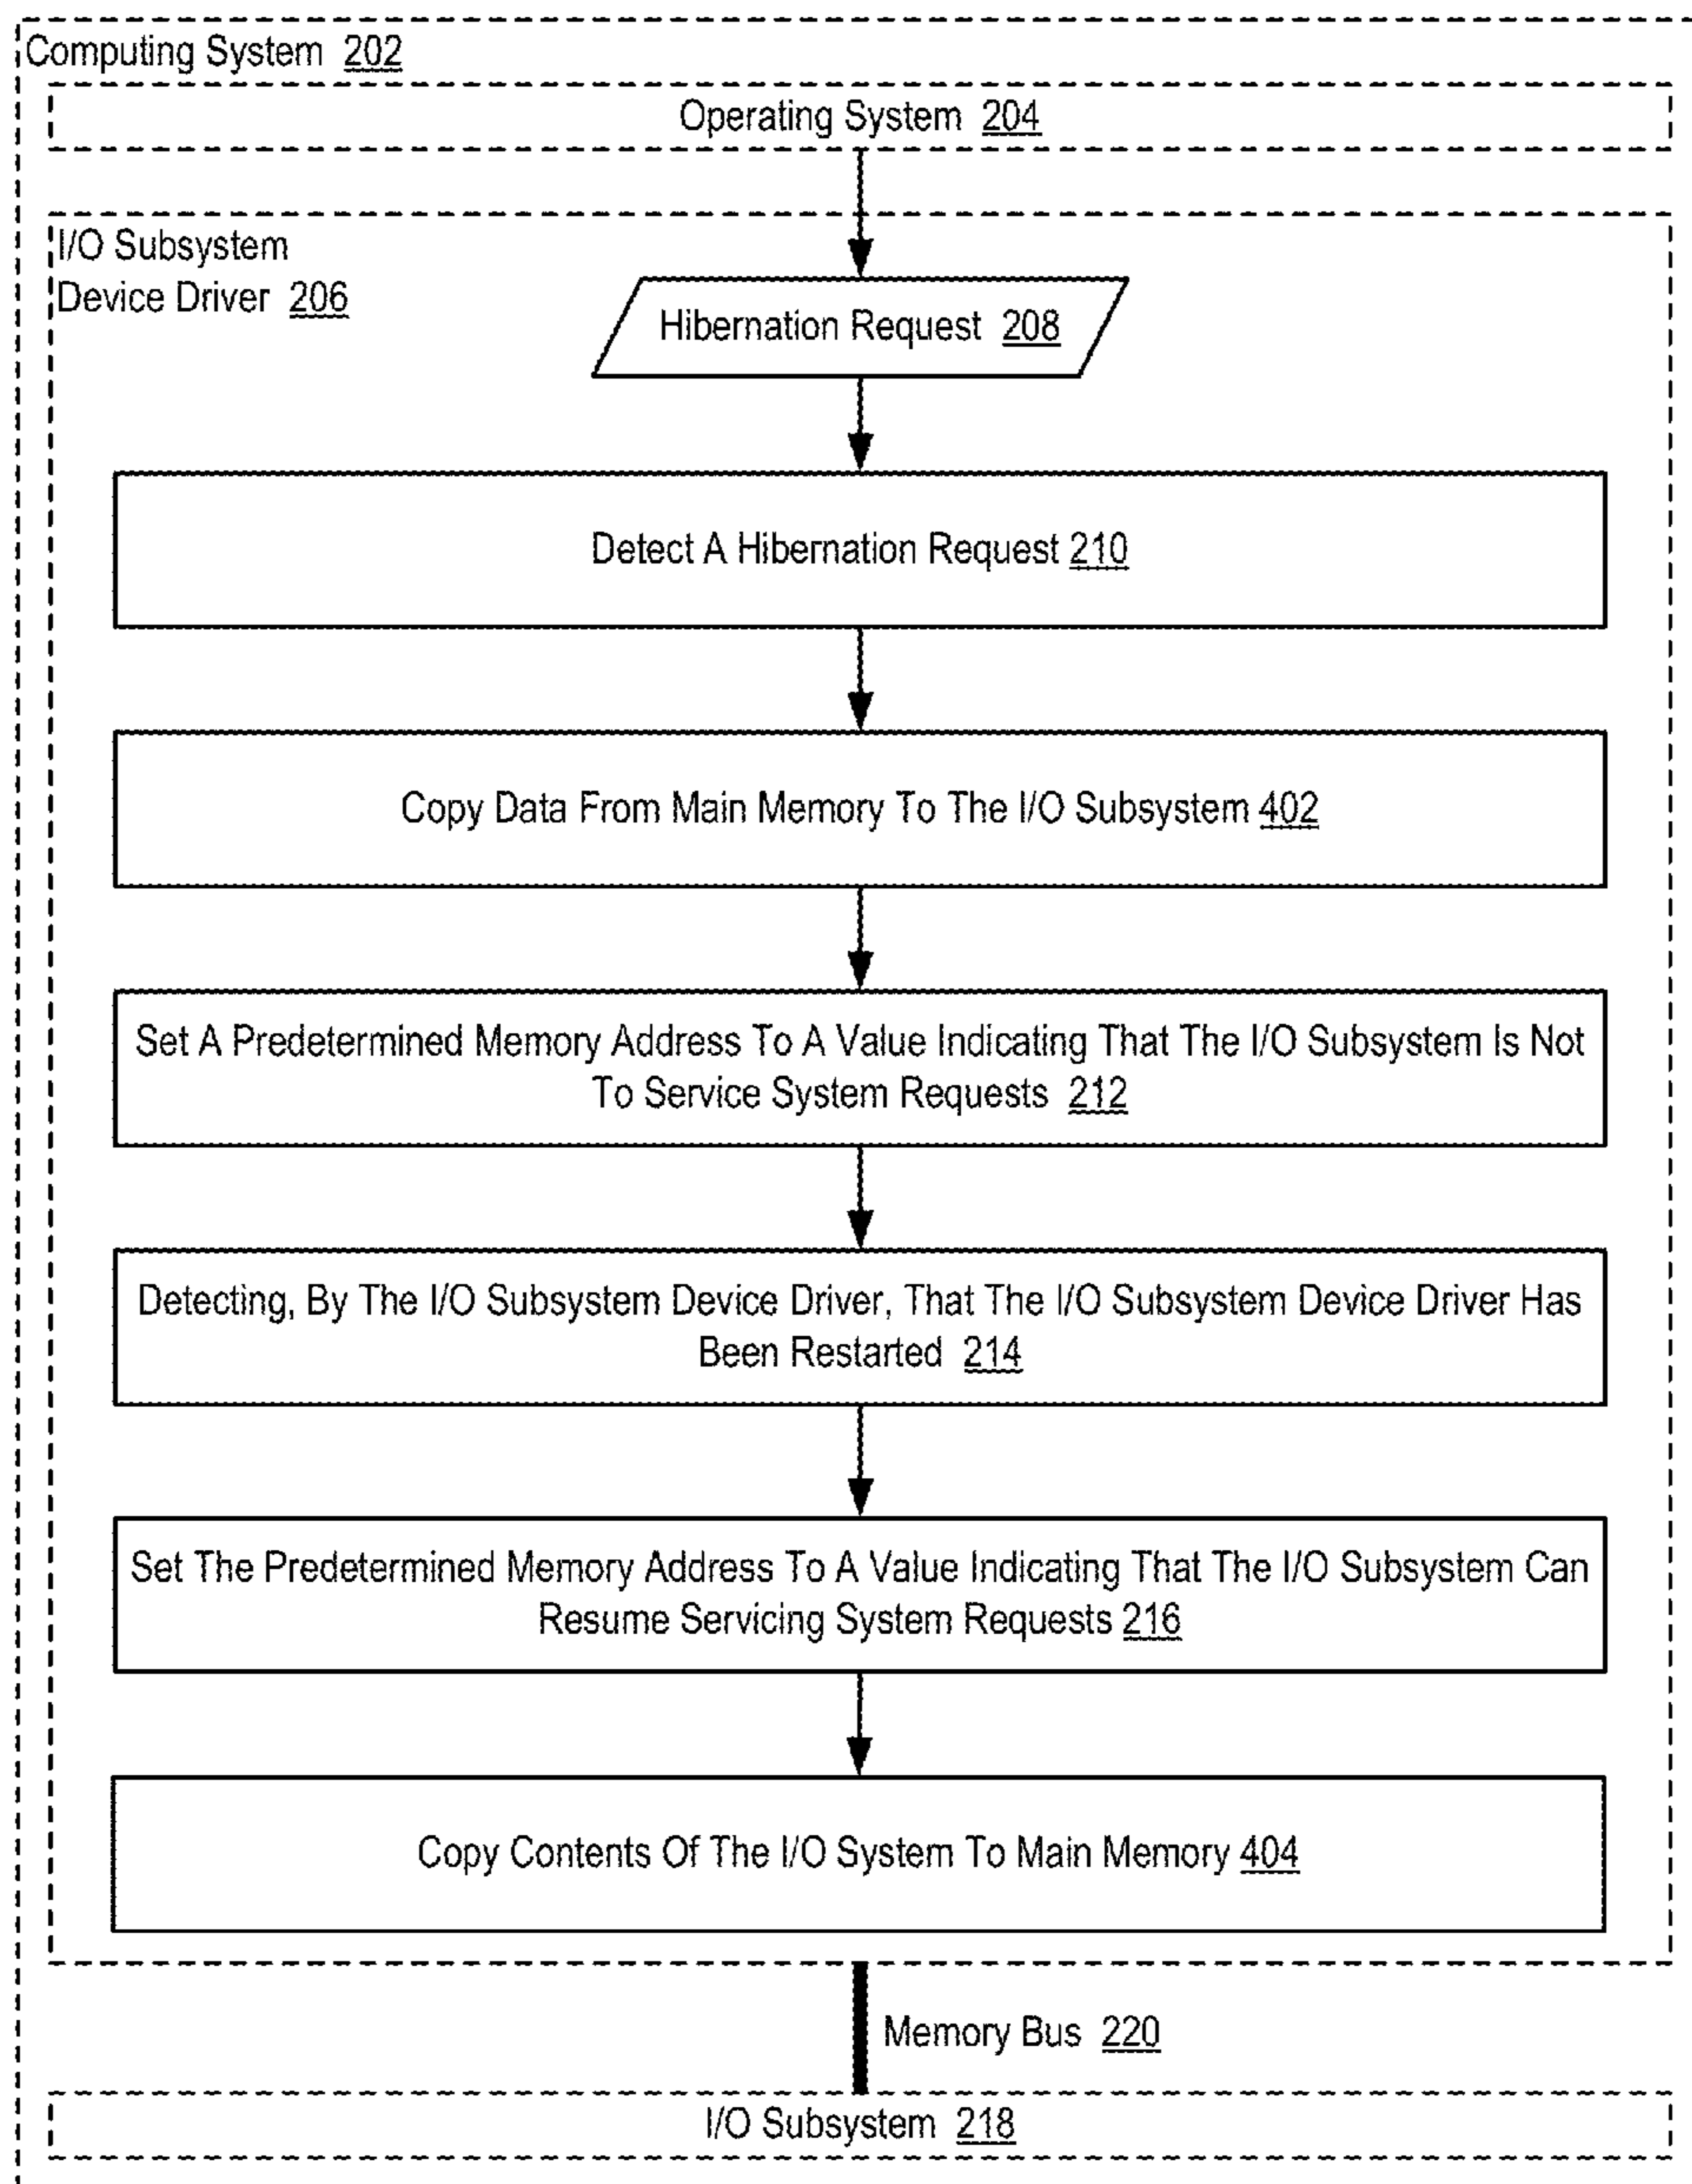 Computing System 202
Operating System 204
I/O Subsystem
Device Driver 206
Hibernation Request 208
Detect A Hibernation Request 210
Copy Data From Main Memory To The I/O Subsystem 402
Set A Predetermined Memory Address To A Value Indicating That The I/O Subsystem Is Not
To Service System Requests 212
Detecting, By The I/O Subsystem Device Driver, That The I/O Subsystem Device Driver Has
Been Restarted 214
Set The Predetermined Memory Address To A Value Indicating That The I/O Subsystem Can
Resume Servicing System Requests 216
Copy Contents Of The I/O System To Main Memory 404
Memory Bus 220
I/O Subsystem 218